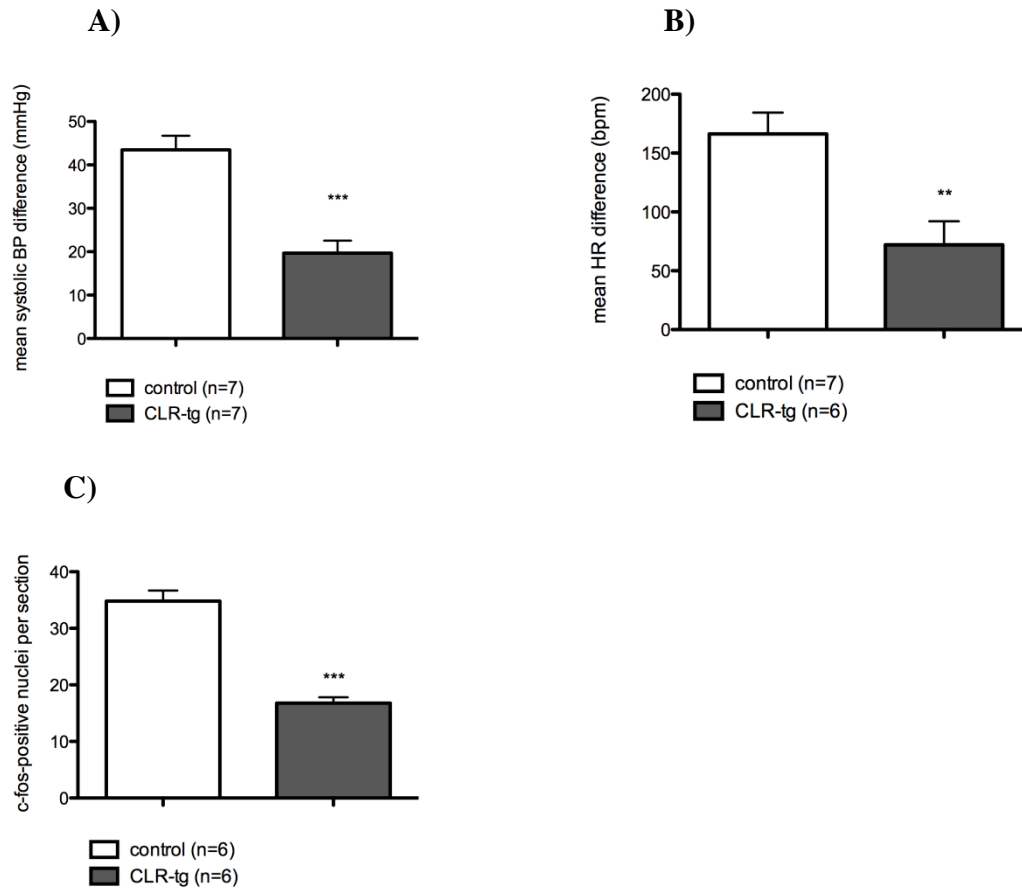 A)
mean systolic BP difference (mmHg)
50
40
30
20
10
0
***
control (n=7)
CLR-tg (n=7)
B)
mean HR difference (bpm)
200
150
100
50
0
**
control (n=7)
CLR-tg (n=6)
C)
c-fos-positive nuclei per section
40
30
20
10
0
***
control (n=6)
CLR-tg (n=6)